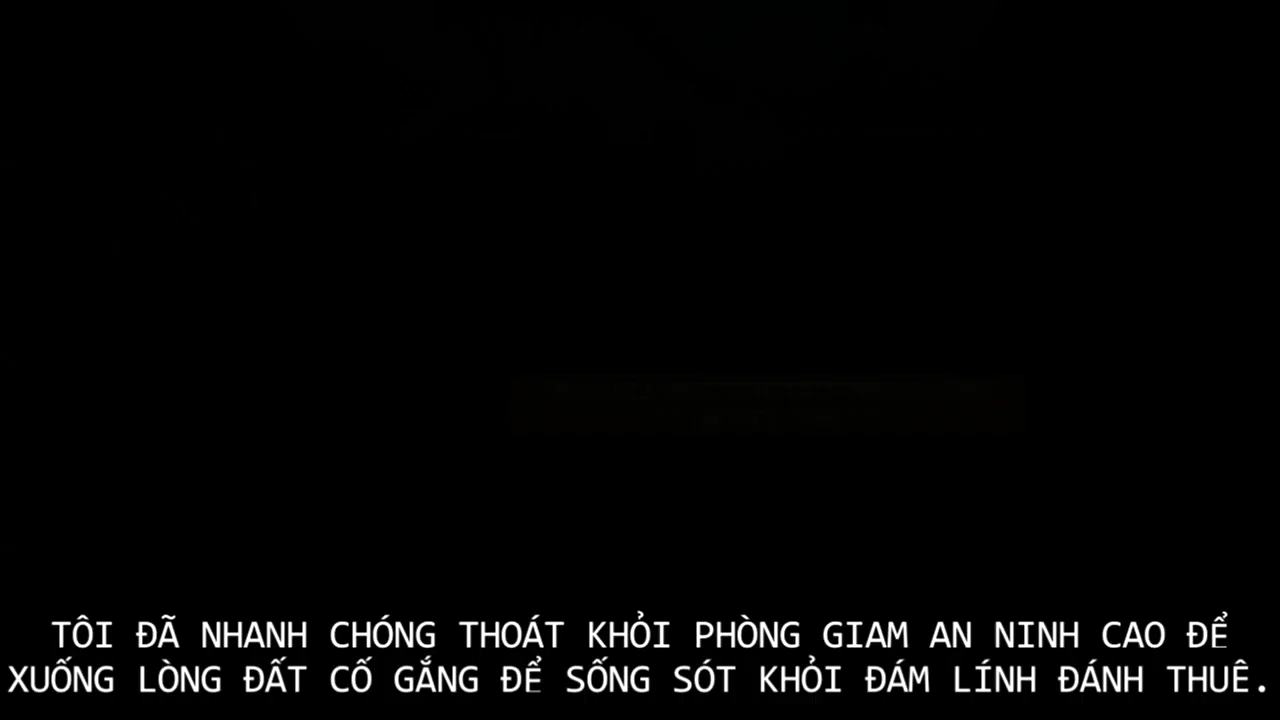 TÔI ĐÃ NHANH CHÓNG THOÁT KHỎI PHÒNG GIAM AN NINH CAO ĐỂ
XUỐNG LÒNG ĐẤT CỐ GẮNG ĐỂ SỐNG SÓT KHỎI ĐÁM LÍNH ĐÁNH THUÊ.